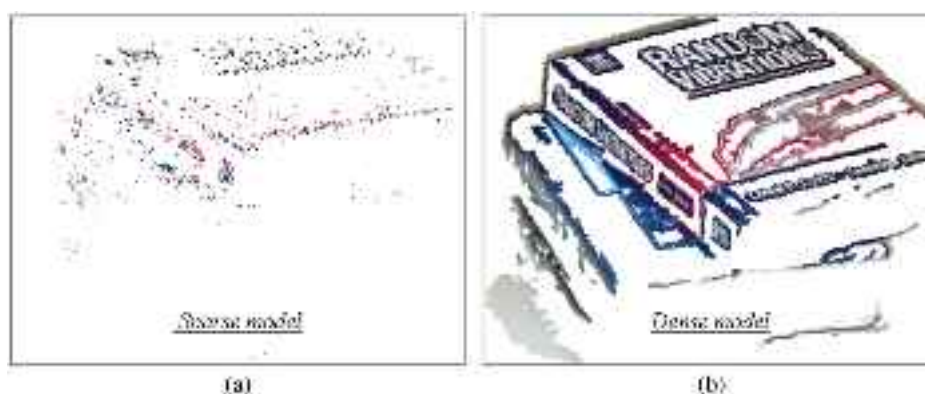 RANDOM
VIBRATIONS
Sparse model
Dense model
(a)
(b)